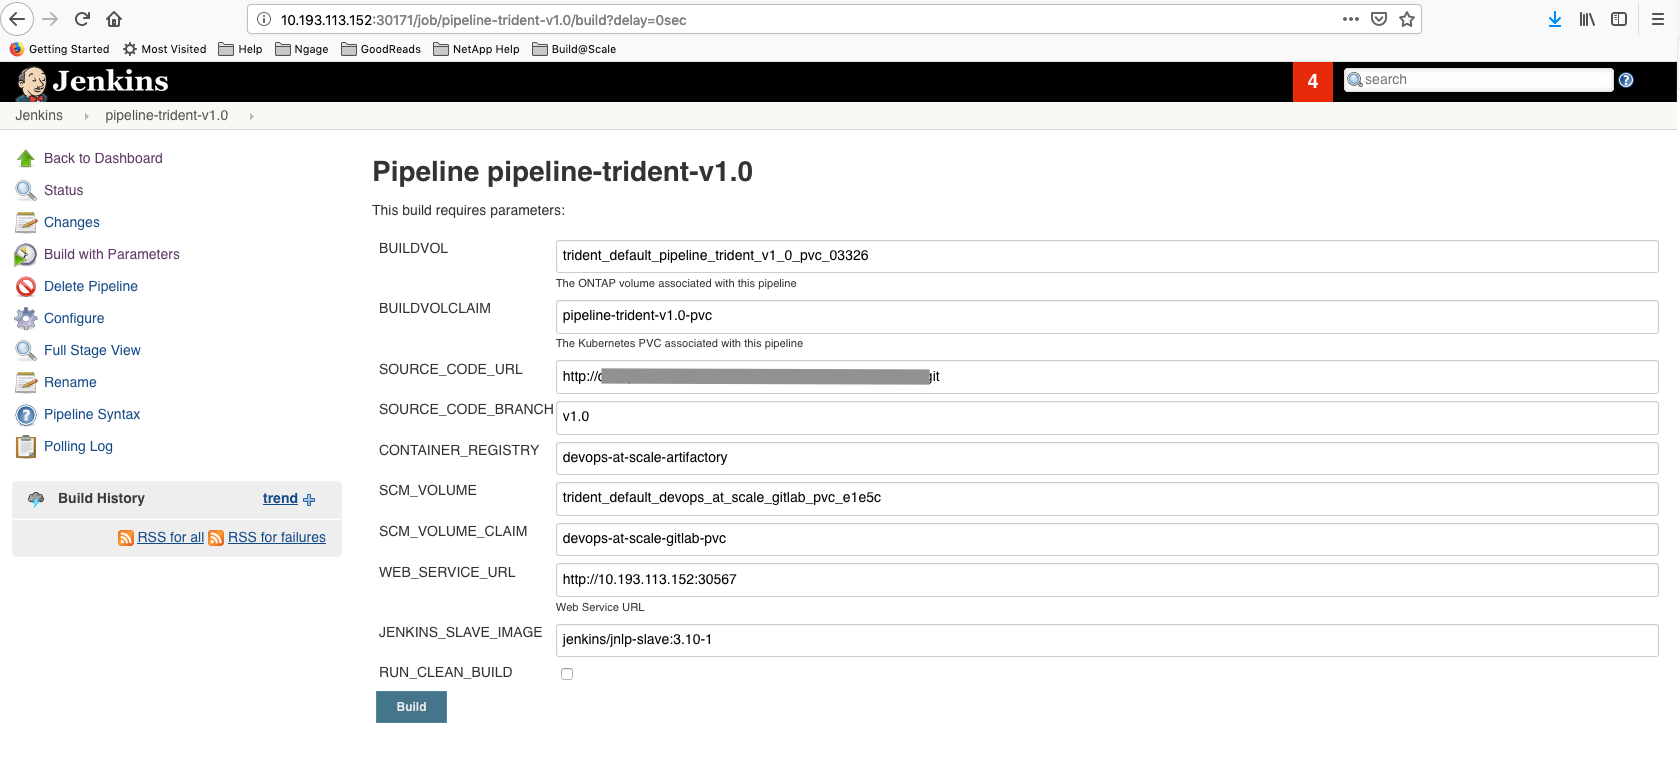 10.193.113.152:30171/job/pipeline-trident-v1.0/build?delay=0sec
Getting Started Most Visited Help Ngage GoodReads NetApp Help Build@Scale
Jenkins 4 search ?
Jenkins pipeline-trident-v1.0
Back to Dashboard
Status
Changes
Build with Parameters
Delete Pipeline
Configure
Full Stage View
Rename
Pipeline Syntax
Polling Log
Build History trend
RSS for all RSS for failures
Pipeline pipeline-trident-v1.0
This build requires parameters:
BUILDVOL trident_default_pipeline_trident_v1_0_pvc_03326
The ONTAP volume associated with this pipeline
BUILDVOLCLAIM pipeline-trident-v1.0-pvc
The Kubernetes PVC associated with this pipeline
SOURCE_CODE_URL http:// git
SOURCE_CODE_BRANCH v1.0
CONTAINER_REGISTRY devops-at-scale-artifactory
SCM_VOLUME trident_default_devops_at_scale_gitlab_pvc_e1e5c
SCM_VOLUME_CLAIM devops-at-scale-gitlab-pvc
WEB_SERVICE_URL http://10.193.113.152:30567
Web Service URL
JENKINS_SLAVE_IMAGE jenkins/jnlp-slave:3.10-1
RUN_CLEAN_BUILD
Build